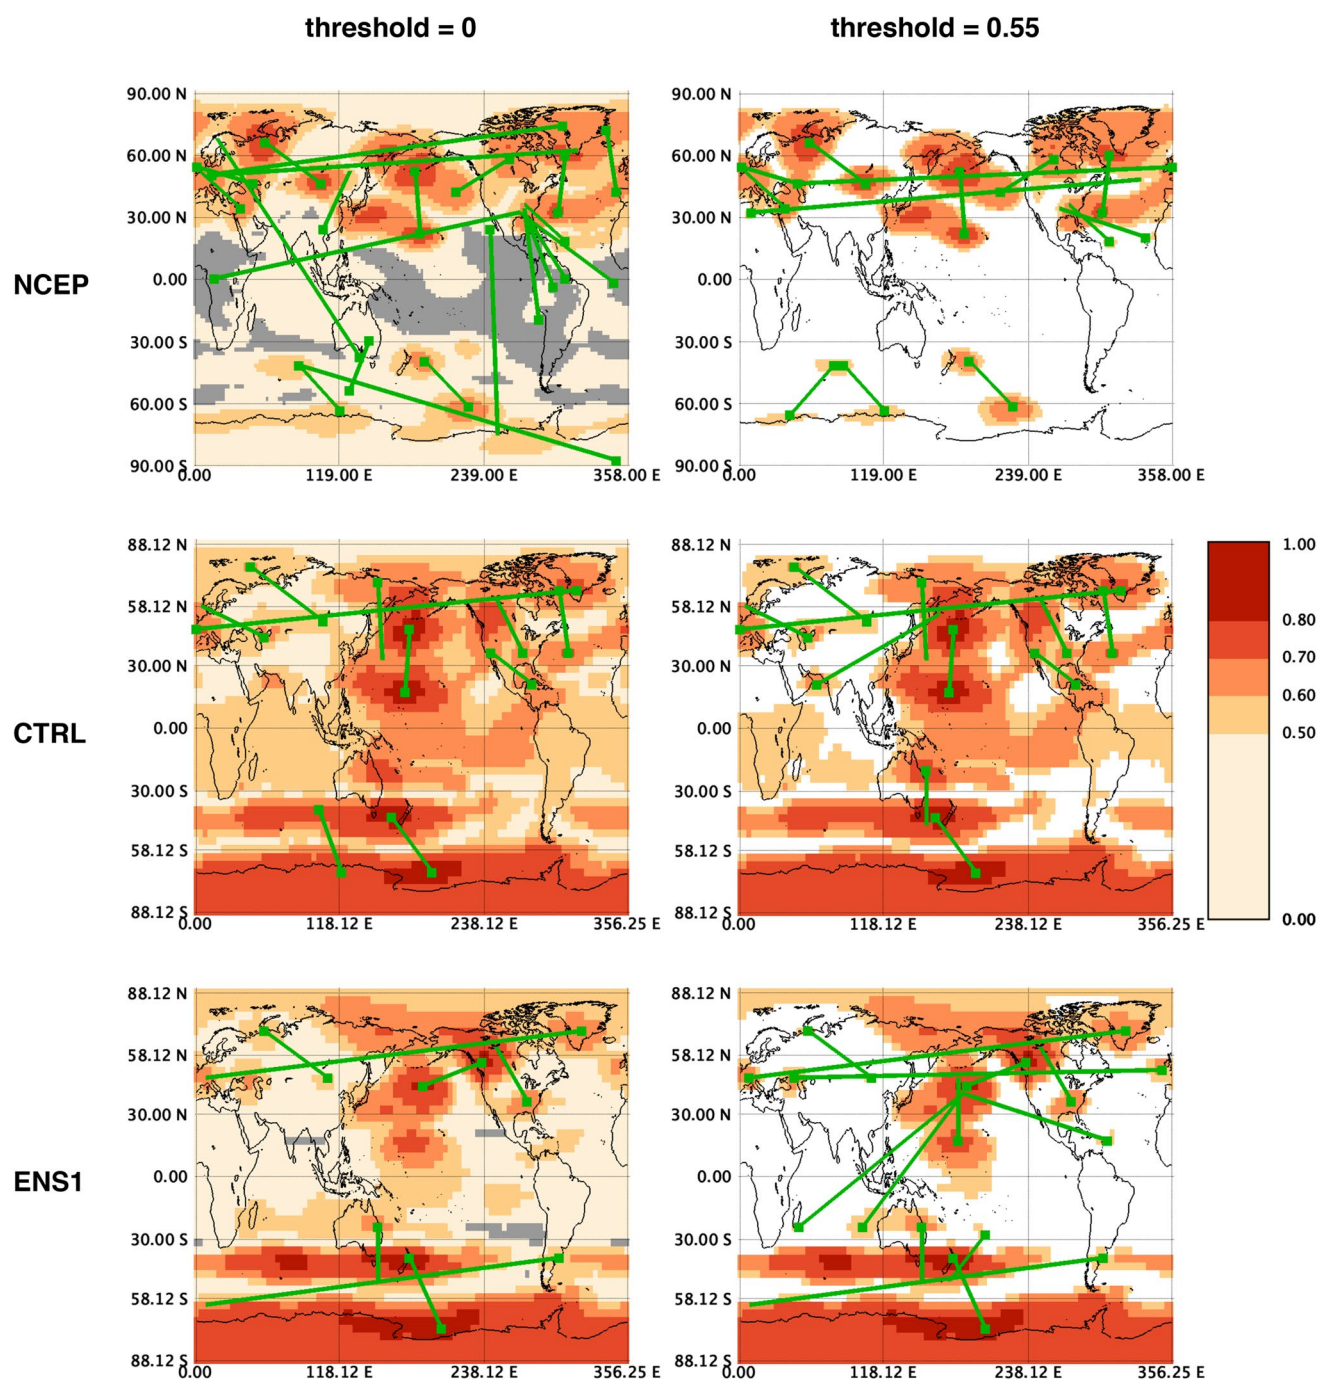 threshold = 0
threshold = 0.55
NCEP
90.00 N
60.00 N
30.00 N
0.00
30.00 S
60.00 S
90.00 S
0.00
119.00 E
239.00 E
358.00 E
90.00 N
60.00 N
30.00 N
0.00
30.00 S
60.00 S
90.00 S
0.00
119.00 E
239.00 E
358.00 E
CTRL
88.12 N
58.12 N
30.00 N
0.00
30.00 S
58.12 S
88.12 S
0.00
118.12 E
238.12 E
356.25 E
88.12 N
58.12 N
30.00 N
0.00
30.00 S
58.12 S
88.12 S
0.00
118.12 E
238.12 E
356.25 E
1.00
0.80
0.70
0.60
0.50
0.00
ENS1
88.12 N
58.12 N
30.00 N
0.00
30.00 S
58.12 S
88.12 S
0.00
118.12 E
238.12 E
356.25 E
88.12 N
58.12 N
30.00 N
0.00
30.00 S
58.12 S
88.12 S
0.00
118.12 E
238.12 E
356.25 E